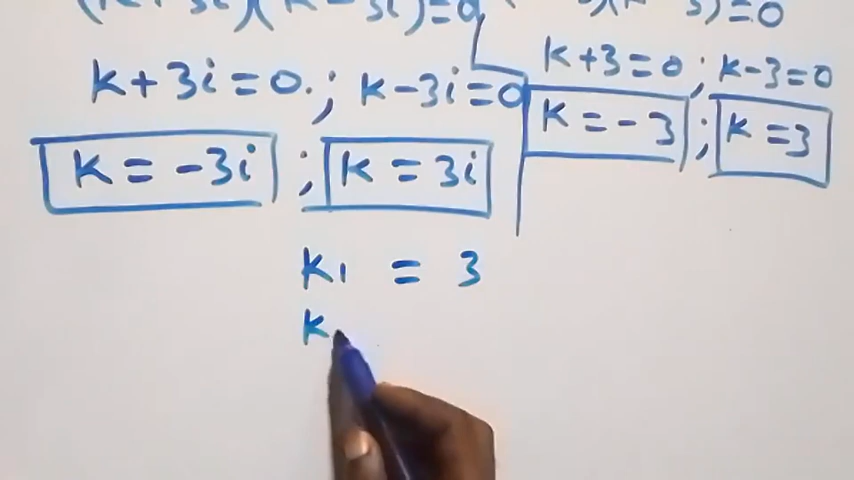 k+3i=0 ; k-3i=0
k+3=0 ; k-3=0
k = -3i ; k = 3i
k = -3 ; k = 3
k1 = 3
k